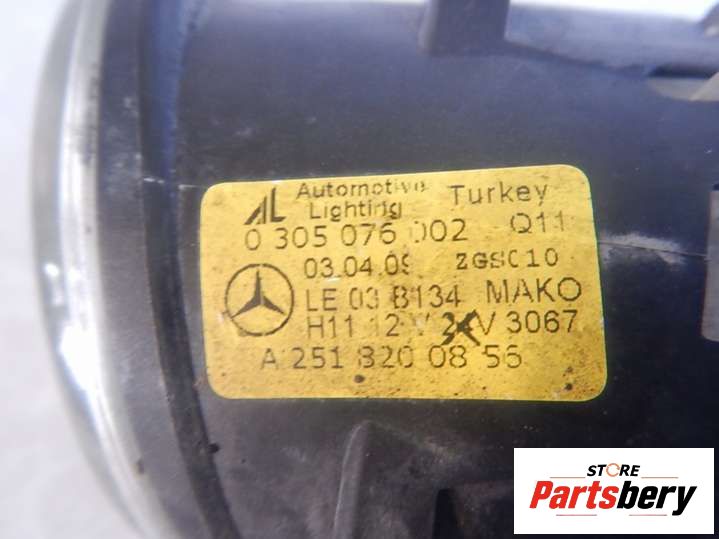 AL Automotive Lighting Turkey
0 305 076 002 Q11
03.04.09 ZGS010
LE 03 B134 MAKO
H11 12 V 24V 3067
A 251 820 08 56
STORE
Partsbery